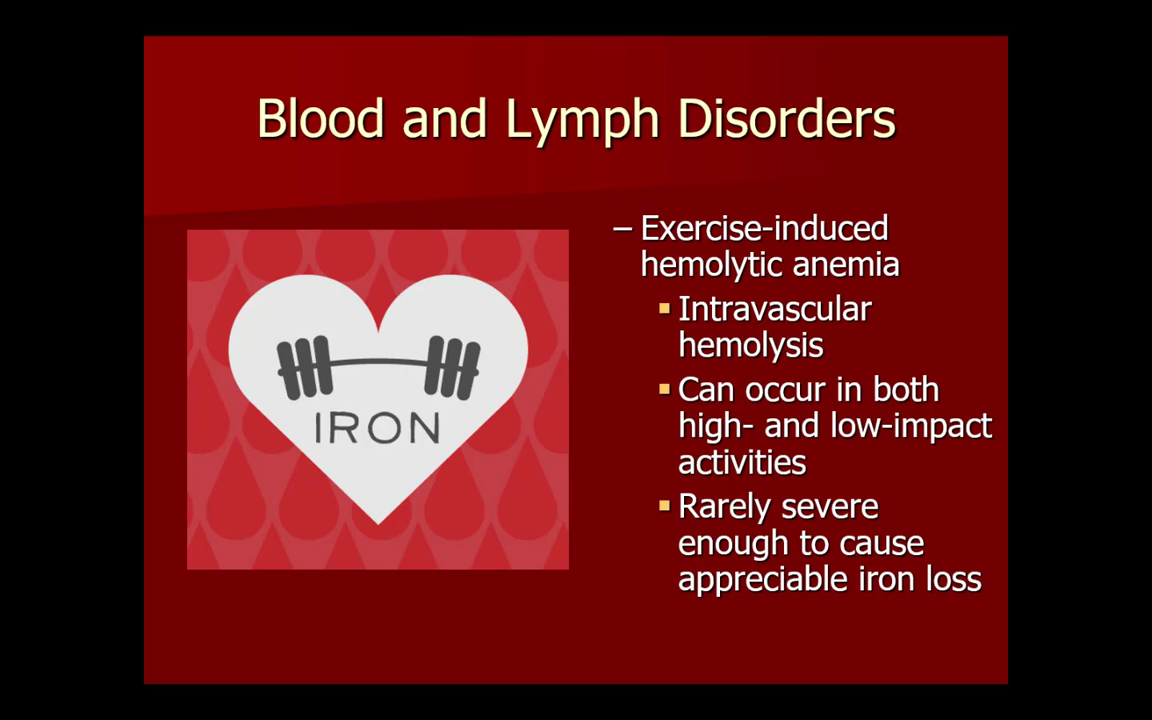 Blood and Lymph Disorders
– Exercise-induced
hemolytic anemia
▪ Intravascular
hemolysis
▪ Can occur in both
high- and low-impact
activities
▪ Rarely severe
enough to cause
appreciable iron loss
IRON